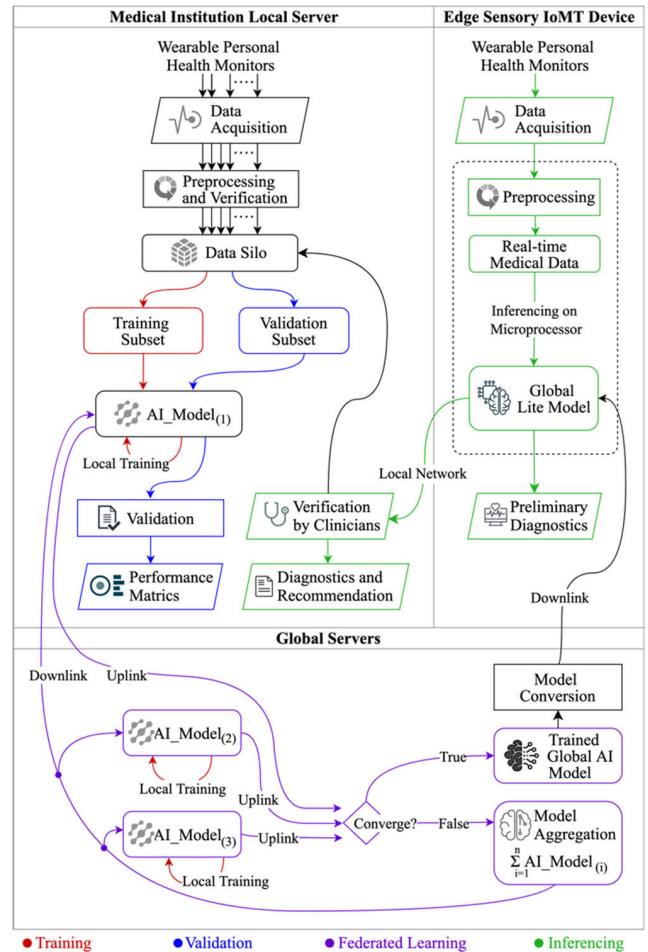 Medical Institution Local Server
Edge Sensory IoMT Device
Wearable Personal
Health Monitors
Data
Acquisition
Preprocessing
and Verification
Data Silo
Training
Subset
Validation
Subset
AI_Model(1)
Local Training
Validation
Performance
Matrics
Verification
by Clinicians
Diagnostics and
Recommendation
Local Network
Wearable Personal
Health Monitors
Data
Acquisition
Preprocessing
Real-time
Medical Data
Inferencing on
Microprocessor
Global
Lite Model
Preliminary
Diagnostics
Downlink
Global Servers
Downlink
Uplink
AI_Model(2)
Local Training
Uplink
AI_Model(3)
Uplink
Local Training
Converge?
True
False
Model
Conversion
Trained
Global AI
Model
Model
Aggregation
n
Σ AI_Model(i)
i=1
Training
Validation
Federated Learning
Inferencing